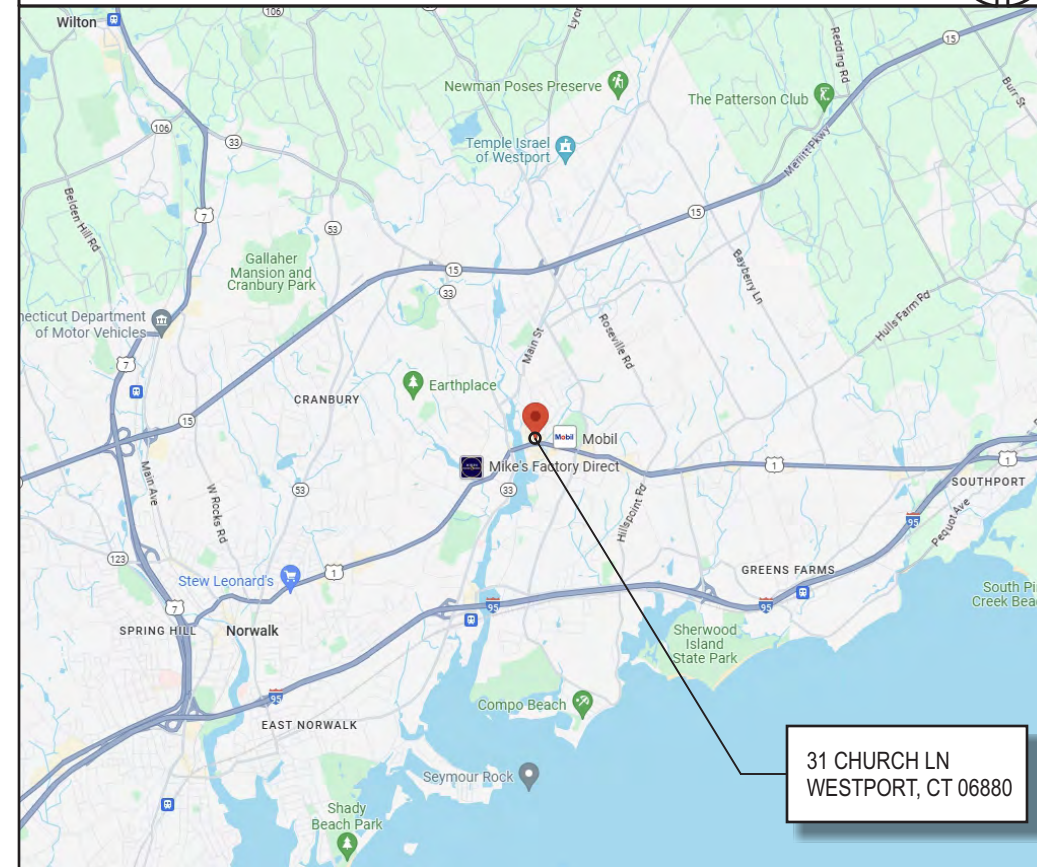 Wilton
106
Lyon
15
Redding Rd
Burr St
Newman Poses Preserve
The Patterson Club
Temple Israel
of Westport
106
33
Merritt Pkwy
Belden Hill Rd
7
53
15
Gallaher
Mansion and
Cranbury Park
15
33
Bayberry Ln
Hulls Farm Rd
necticut Department
of Motor Vehicles
Main St
Roseville Rd
7
CRANBURY
Earthplace
15
Mobil
Mobil
Mike's Factory Direct
1
1
SOUTHPORT
Main Ave
W Rocks Rd
53
33
Hillspoint Rd
95
Pequot Ave
123
Stew Leonard's
1
GREENS FARMS
South Pi
Creek Beac
7
95
95
SPRING HILL
Norwalk
Sherwood
Island
State Park
95
EAST NORWALK
Compo Beach
31 CHURCH LN
WESTPORT, CT 06880
Seymour Rock
Shady
Beach Park